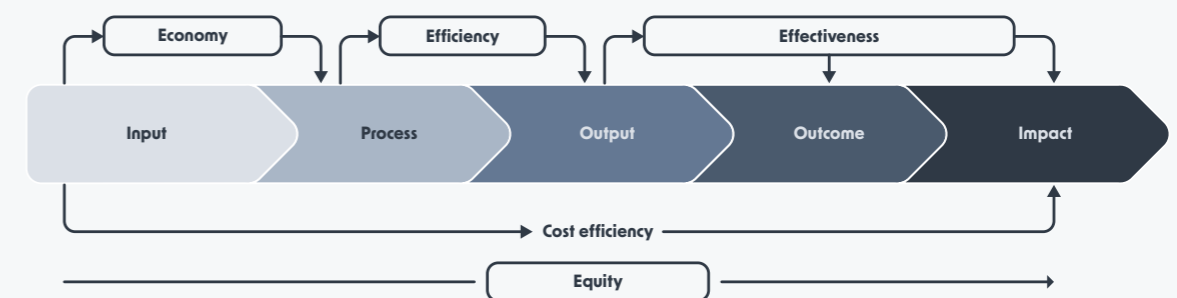 Economy
Efficiency
Effectiveness
Input
Process
Output
Outcome
Impact
Cost efficiency
Equity